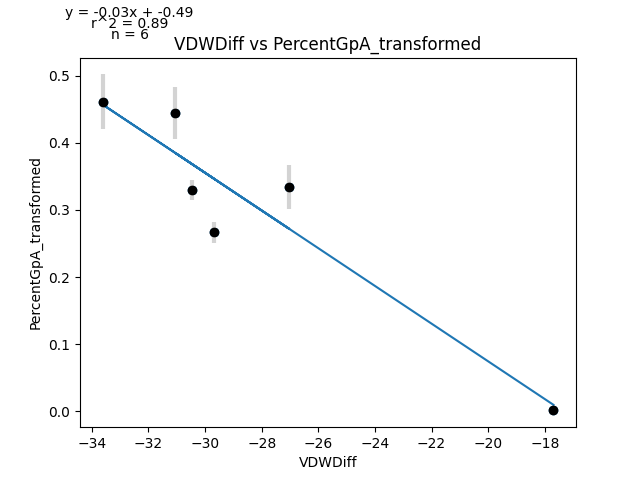 y = -0.03x + -0.49
r^2 = 0.89
n = 6
VDWDiff vs PercentGpA_transformed
0.5
0.4
0.3
0.2
0.1
0.0
PercentGpA_transformed
−34
−32
−30
−28
−26
−24
−22
−20
−18
VDWDiff